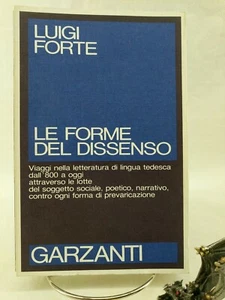 LUIGI
FORTE
LE FORME
DEL DISSENSO
Viaggi nella letteratura di lingua tedesca
dall'800 a oggi
attraverso le lotte
del soggetto sociale, poetico, narrativo,
contro ogni forma di prevaricazione
GARZANTI